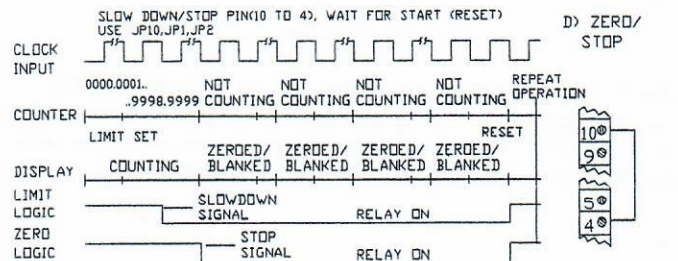 SLOW DOWN/STOP PIN(10 TO 4), WAIT FOR START (RESET)
USE JP10,JP1,JP2
D) ZERO/
STOP
CLOCK
INPUT
0000.0001..
..9998.9999
NOT
COUNTING
NOT
COUNTING
NOT
COUNTING
NOT
COUNTING
REPEAT
OPERATION
COUNTER
LIMIT SET
RESET
COUNTING
ZEROED/
BLANKED
ZEROED/
BLANKED
ZEROED/
BLANKED
ZEROED/
BLANKED
DISPLAY
LIMIT
LOGIC
SLOWDOWN
SIGNAL
RELAY ON
ZERO
LOGIC
STOP
SIGNAL
RELAY ON
10
9
5
4